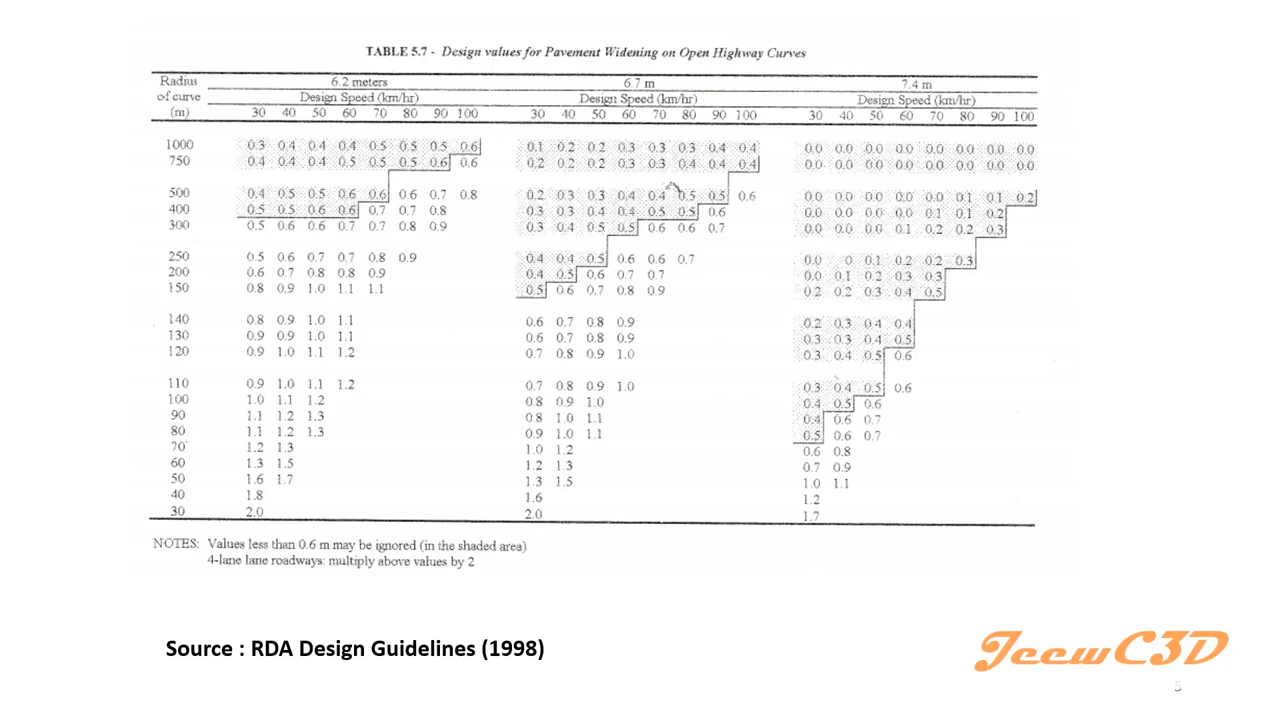 TABLE 5.7 - Design values for Pavement Widening on Open Highway Curves
Radius 6.2 meters 6.7 m 7.4 m
of curve Design Speed (km/hr) Design Speed (km/hr) Design Speed (km/hr)
(m) 30 40 50 60 70 80 90 100 30 40 50 60 70 80 90 100 30 40 50 60 70 80 90 100
1000 0.3 0.4 0.4 0.4 0.5 0.5 0.5 0.6 0.1 0.2 0.2 0.3 0.3 0.3 0.4 0.4 0.0 0.0 0.0 0.0 0.0 0.0 0.0 0.0
750 0.4 0.4 0.4 0.5 0.5 0.5 0.6 0.6 0.2 0.2 0.2 0.3 0.3 0.4 0.4 0.4 0.0 0.0 0.0 0.0 0.0 0.0 0.0 0.0
500 0.4 0.5 0.5 0.6 0.6 0.6 0.7 0.8 0.2 0.3 0.3 0.4 0.4 0.5 0.5 0.6 0.0 0.0 0.0 0.0 0.0 0.1 0.1 0.2
400 0.5 0.5 0.6 0.6 0.7 0.7 0.8 0.3 0.3 0.4 0.4 0.5 0.5 0.6 0.0 0.0 0.0 0.0 0.1 0.1 0.2
300 0.5 0.6 0.6 0.7 0.7 0.8 0.9 0.3 0.4 0.5 0.5 0.6 0.6 0.7 0.0 0.0 0.0 0.1 0.2 0.2 0.3
250 0.5 0.6 0.7 0.7 0.8 0.9 0.4 0.4 0.5 0.6 0.6 0.7 0.0 0 0.1 0.2 0.2 0.3
200 0.6 0.7 0.8 0.8 0.9 0.4 0.5 0.6 0.7 0.7 0.0 0.1 0.2 0.3 0.3
150 0.8 0.9 1.0 1.1 1.1 0.5 0.6 0.7 0.8 0.9 0.2 0.2 0.3 0.4 0.5
140 0.8 0.9 1.0 1.1 0.6 0.7 0.8 0.9 0.2 0.3 0.4 0.4
130 0.9 0.9 1.0 1.1 0.6 0.7 0.8 0.9 0.3 0.3 0.4 0.5
120 0.9 1.0 1.1 1.2 0.7 0.8 0.9 1.0 0.3 0.4 0.5 0.6
110 0.9 1.0 1.1 1.2 0.7 0.8 0.9 1.0 0.3 0.4 0.5 0.6
100 1.0 1.1 1.2 0.8 0.9 1.0 0.4 0.5 0.6
90 1.1 1.2 1.3 0.8 1.0 1.1 0.4 0.6 0.7
80 1.1 1.2 1.3 0.9 1.0 1.1 0.5 0.6 0.7
70 1.2 1.3 1.0 1.2 0.6 0.8
60 1.3 1.5 1.2 1.3 0.7 0.9
50 1.6 1.7 1.3 1.5 1.0 1.1
40 1.8 1.6 1.2
30 2.0 2.0 1.7
NOTES: Values less than 0.6 m may be ignored (in the shaded area)
4-lane lane roadways: multiply above values by 2
Source : RDA Design Guidelines (1998)
JeewC3D
5